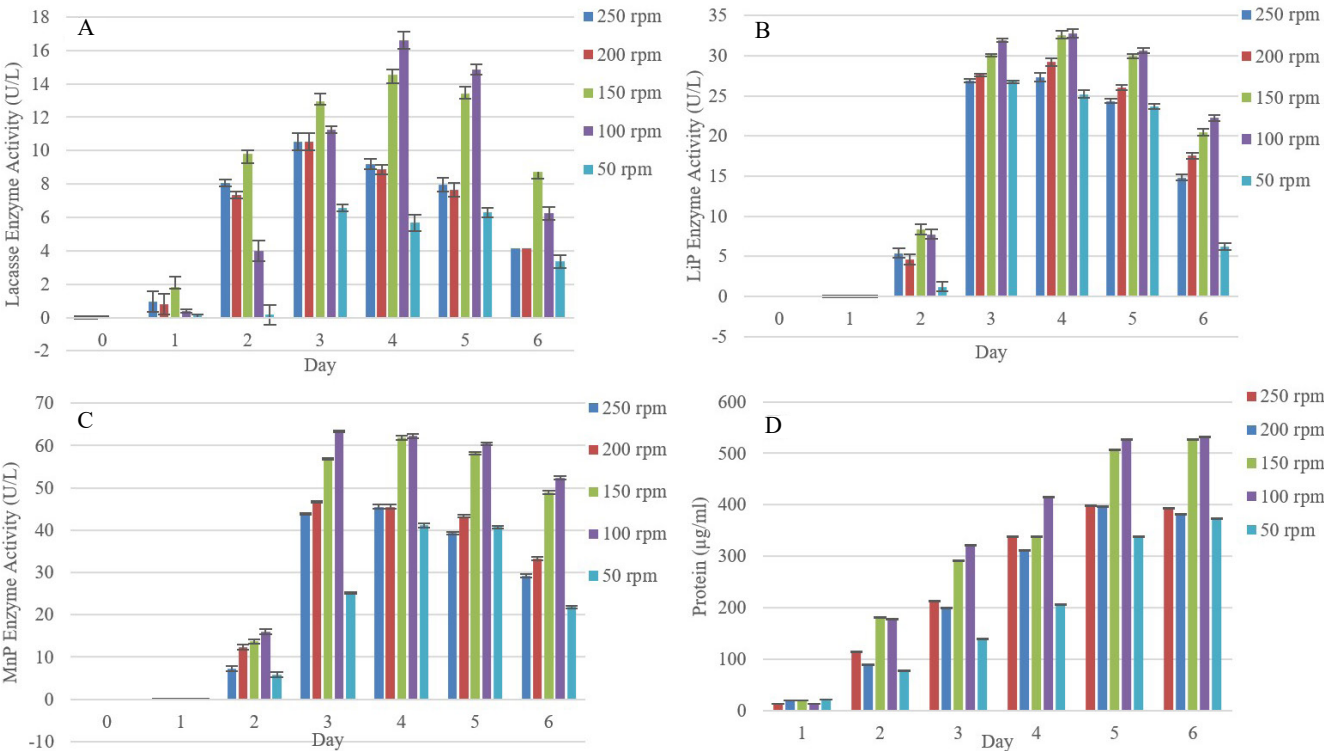 A
Lacasse Enzyme Activity (U/L)
18
16
14
12
10
8
6
4
2
0
-2
0 1 2 3 4 5 6
Day
250 rpm
200 rpm
150 rpm
100 rpm
50 rpm
B
LiP Enzyme Activity (U/L)
35
30
25
20
15
10
5
0
-5
0 1 2 3 4 5 6
Day
250 rpm
200 rpm
150 rpm
100 rpm
50 rpm
C
MnP Enzyme Activity (U/L)
70
60
50
40
30
20
10
0
-10
0 1 2 3 4 5 6
Day
250 rpm
200 rpm
150 rpm
100 rpm
50 rpm
D
Protein (µg/ml)
600
500
400
300
200
100
0
1 2 3 4 5 6
Day
250 rpm
200 rpm
150 rpm
100 rpm
50 rpm